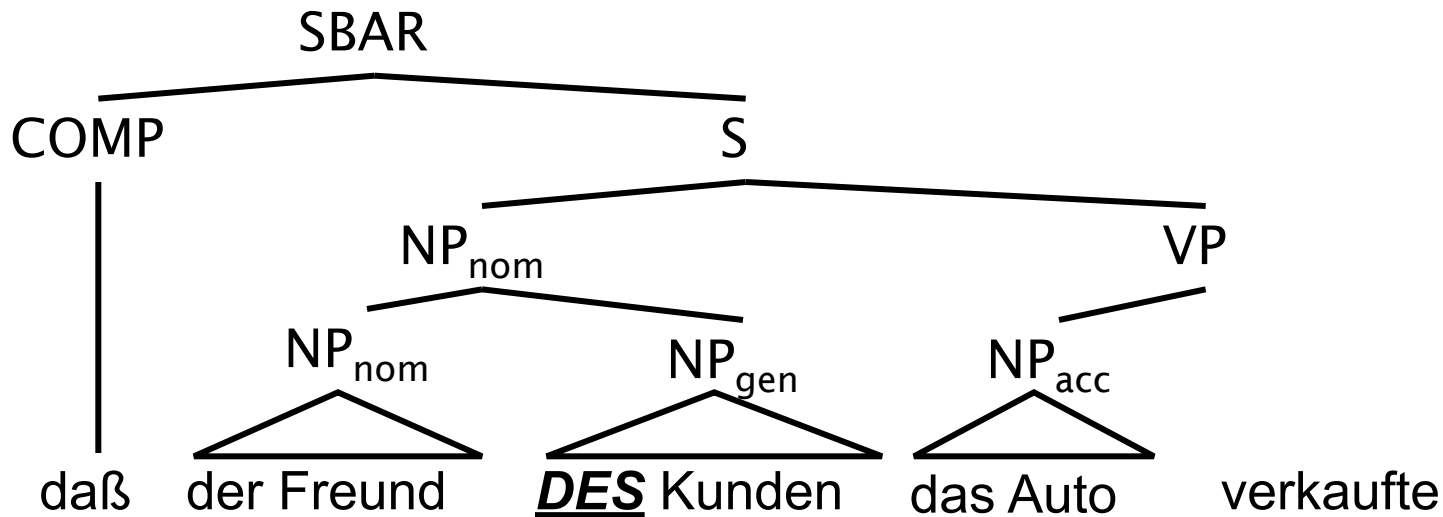 SBAR
COMP S
NPnom VP
NPnom NPgen NPacc
daß der Freund DES Kunden das Auto verkaufte